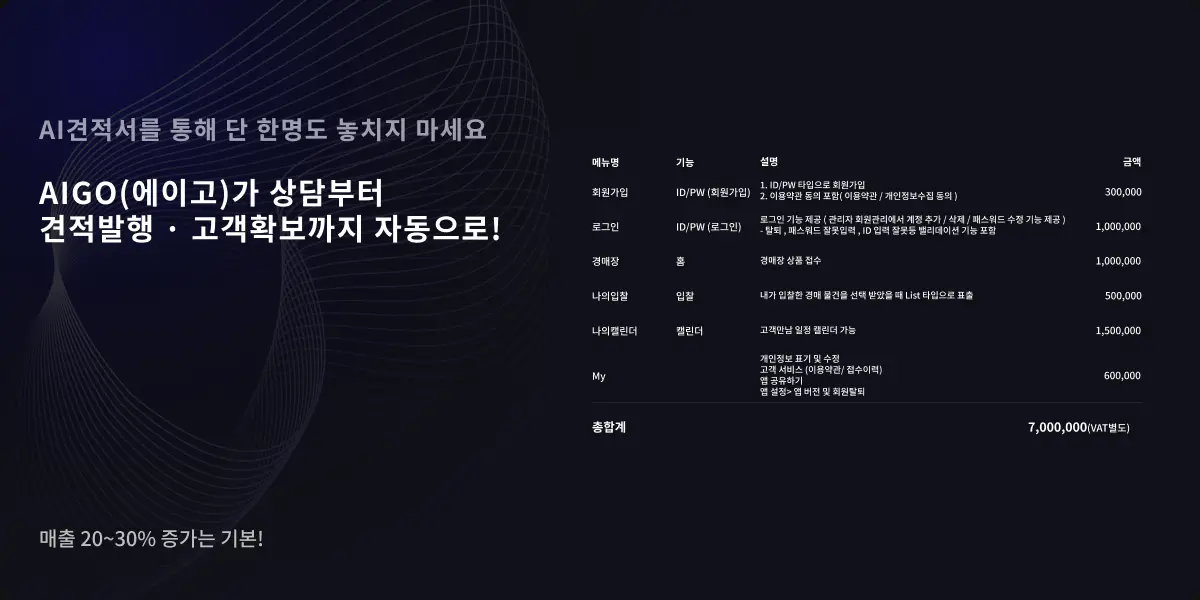 AI견적서를 통해 단 한명도 놓치지 마세요
AIGO(에이고)가 상담부터
견적발행 · 고객확보까지 자동으로!
매출 20~30% 증가는 기본!
메뉴명 기능 설명 금액
회원가입 ID/PW (회원가입) 1. ID/PW 타입으로 회원가입
2. 이용약관 동의 포함( 이용약관 / 개인정보수집 동의 ) 300,000
로그인 ID/PW (로그인) 로그인 기능 제공 ( 관리자 회원관리에서 계정 추가 / 삭제 / 패스워드 수정 기능 제공 )
- 탈퇴 , 패스워드 잘못입력 , ID 입력 잘못등 밸리데이션 기능 포함 1,000,000
경매장 홈 경매장 상품 접수 1,000,000
나의입찰 입찰 내가 입찰한 경매 물건을 선택 받았을 때 List 타입으로 표출 500,000
나의캘린더 캘린더 고객만남 일정 캘린더 가능 1,500,000
My 개인정보 표기 및 수정
고객 서비스 (이용약관/ 접수이력)
앱 공유하기
앱 설정> 앱 버전 및 회원탈퇴 600,000
총합계 7,000,000(VAT별도)